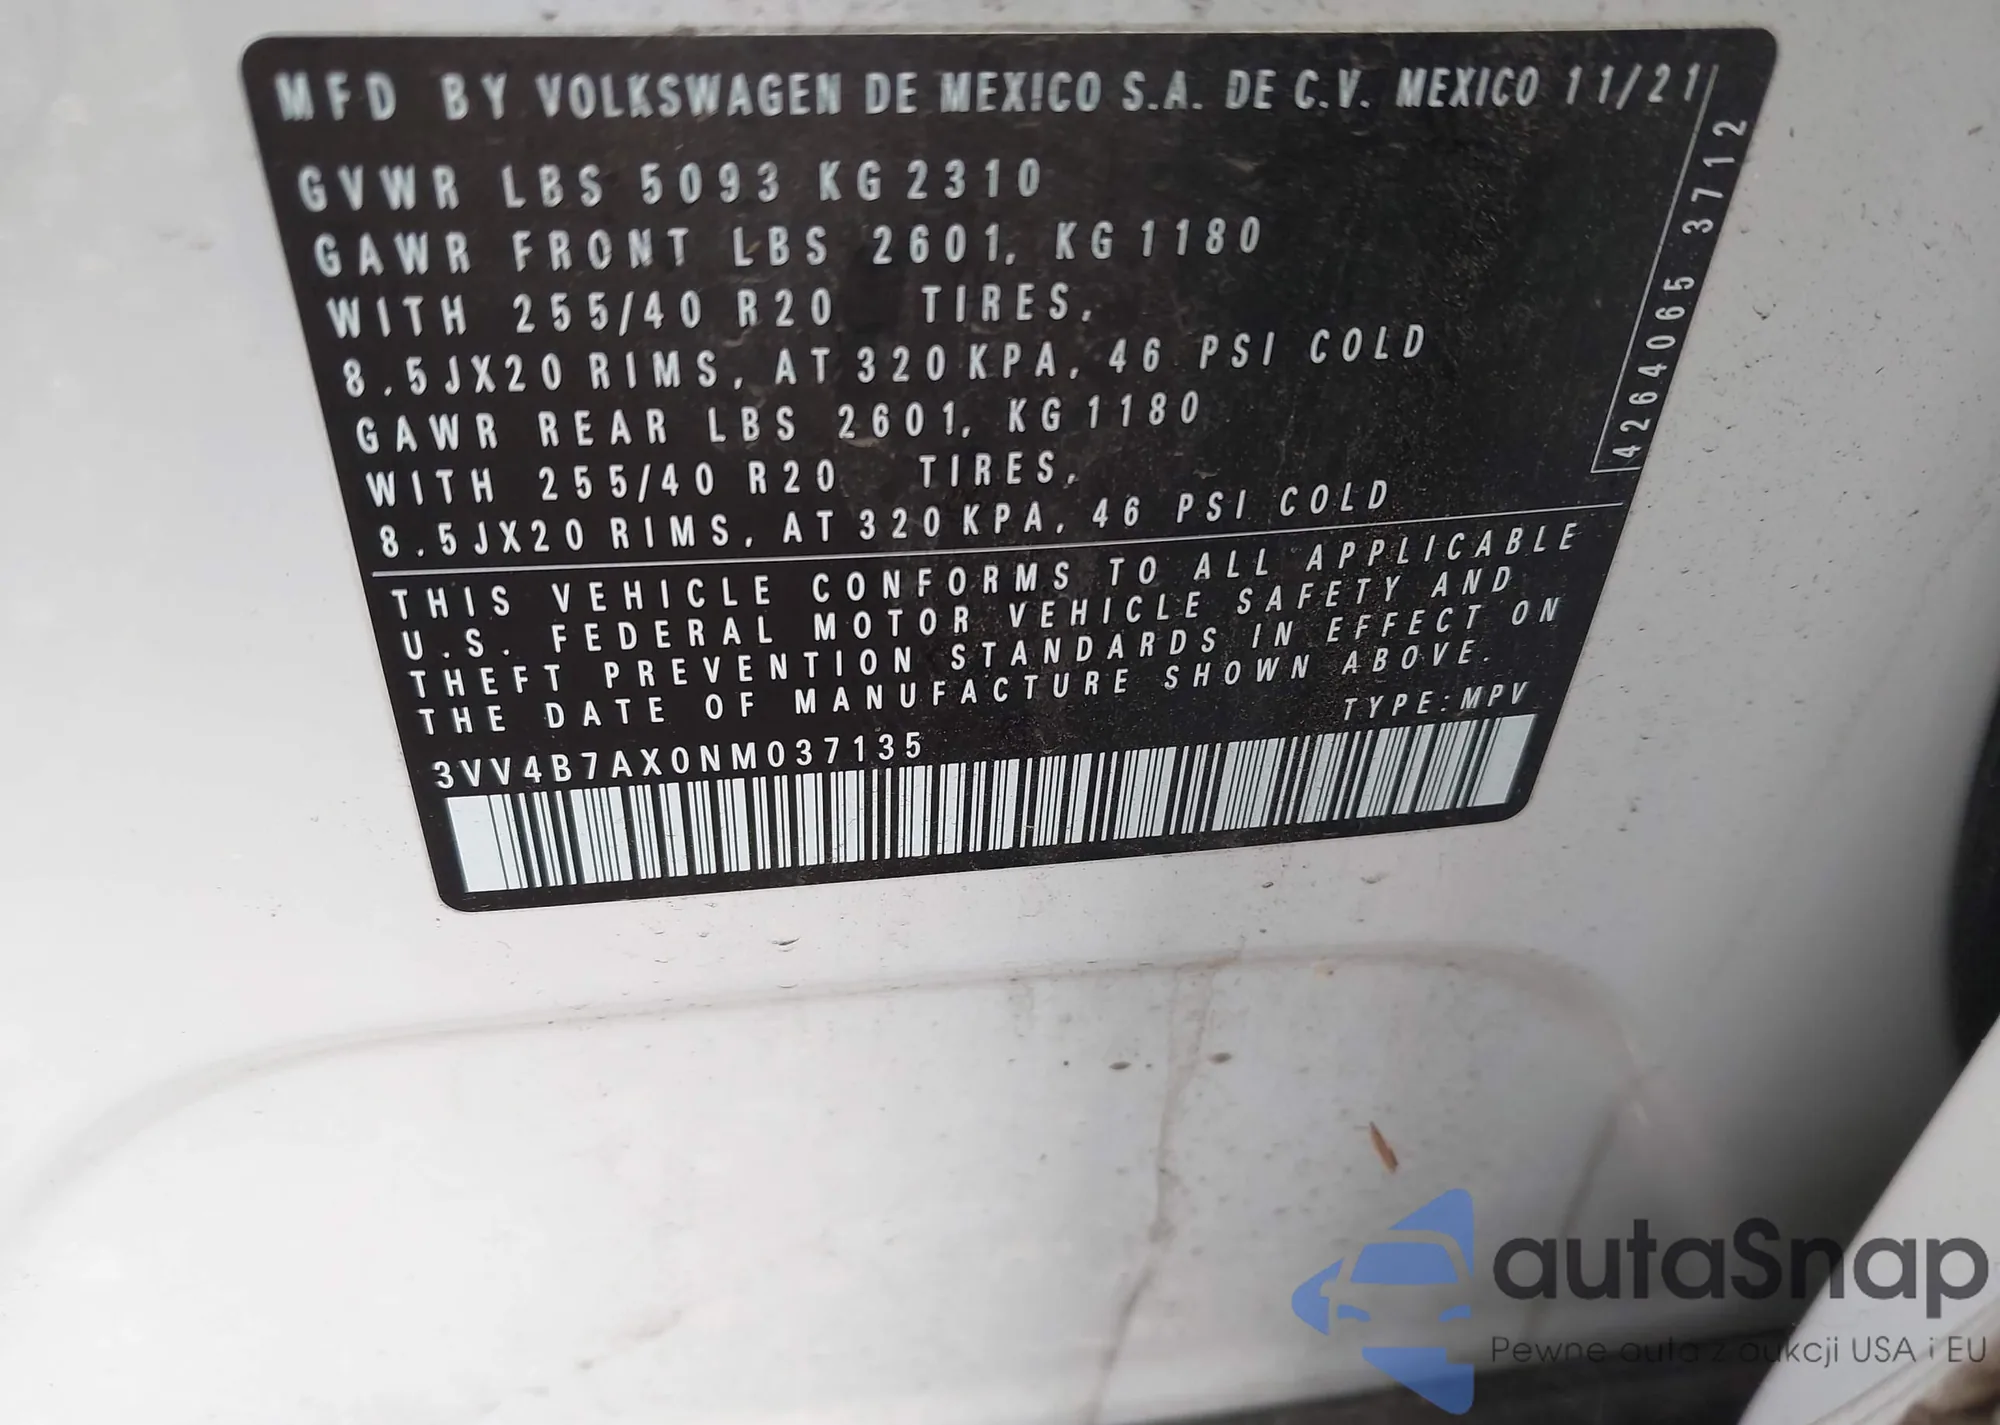 MFD BY VOLKSWAGEN DE MEXICO S.A. DE C.V. MEXICO 11/21
GVWR LBS 5093 KG 2310
GAWR FRONT LBS 2601, KG 1180
WITH 255/40 R20 TIRES,
8.5JX20 RIMS, AT 320 KPA, 46 PSI COLD
GAWR REAR LBS 2601, KG 1180
WITH 255/40 R20 TIRES,
8.5JX20 RIMS, AT 320 KPA, 46 PSI COLD
4264065 3712
THIS VEHICLE CONFORMS TO ALL APPLICABLE
U.S. FEDERAL MOTOR VEHICLE SAFETY AND
THEFT PREVENTION STANDARDS IN EFFECT ON
THE DATE OF MANUFACTURE SHOWN ABOVE.
3VV4B7AX0NM037135 TYPE: MPV
autaSnap
Pewne auta z aukcji USA i EU